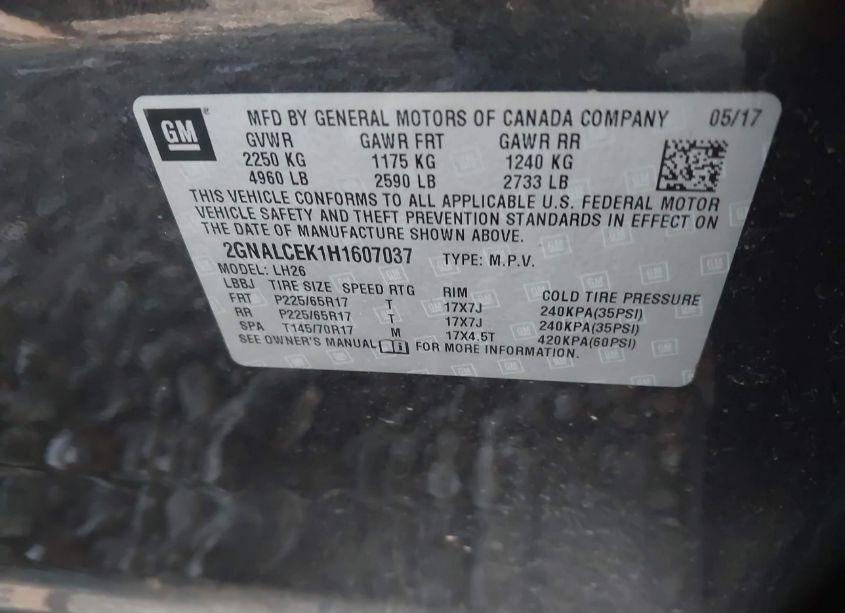 GM
MFD BY GENERAL MOTORS OF CANADA COMPANY 05/17
GVWR GAWR FRT GAWR RR
2250 KG 1175 KG 1240 KG
4960 LB 2590 LB 2733 LB
THIS VEHICLE CONFORMS TO ALL APPLICABLE U.S. FEDERAL MOTOR
VEHICLE SAFETY AND THEFT PREVENTION STANDARDS IN EFFECT ON
THE DATE OF MANUFACTURE SHOWN ABOVE.
2GNALCEK1H1607037 TYPE: M.P.V.
MODEL: LH26
LBBJ TIRE SIZE SPEED RTG RIM COLD TIRE PRESSURE
FRT P225/65R17 T 17X7J 240KPA(35PSI)
RR P225/65R17 T 17X7J 240KPA(35PSI)
SPA T145/70R17 M 17X4.5T 420KPA(60PSI)
SEE OWNER'S MANUAL FOR MORE INFORMATION.